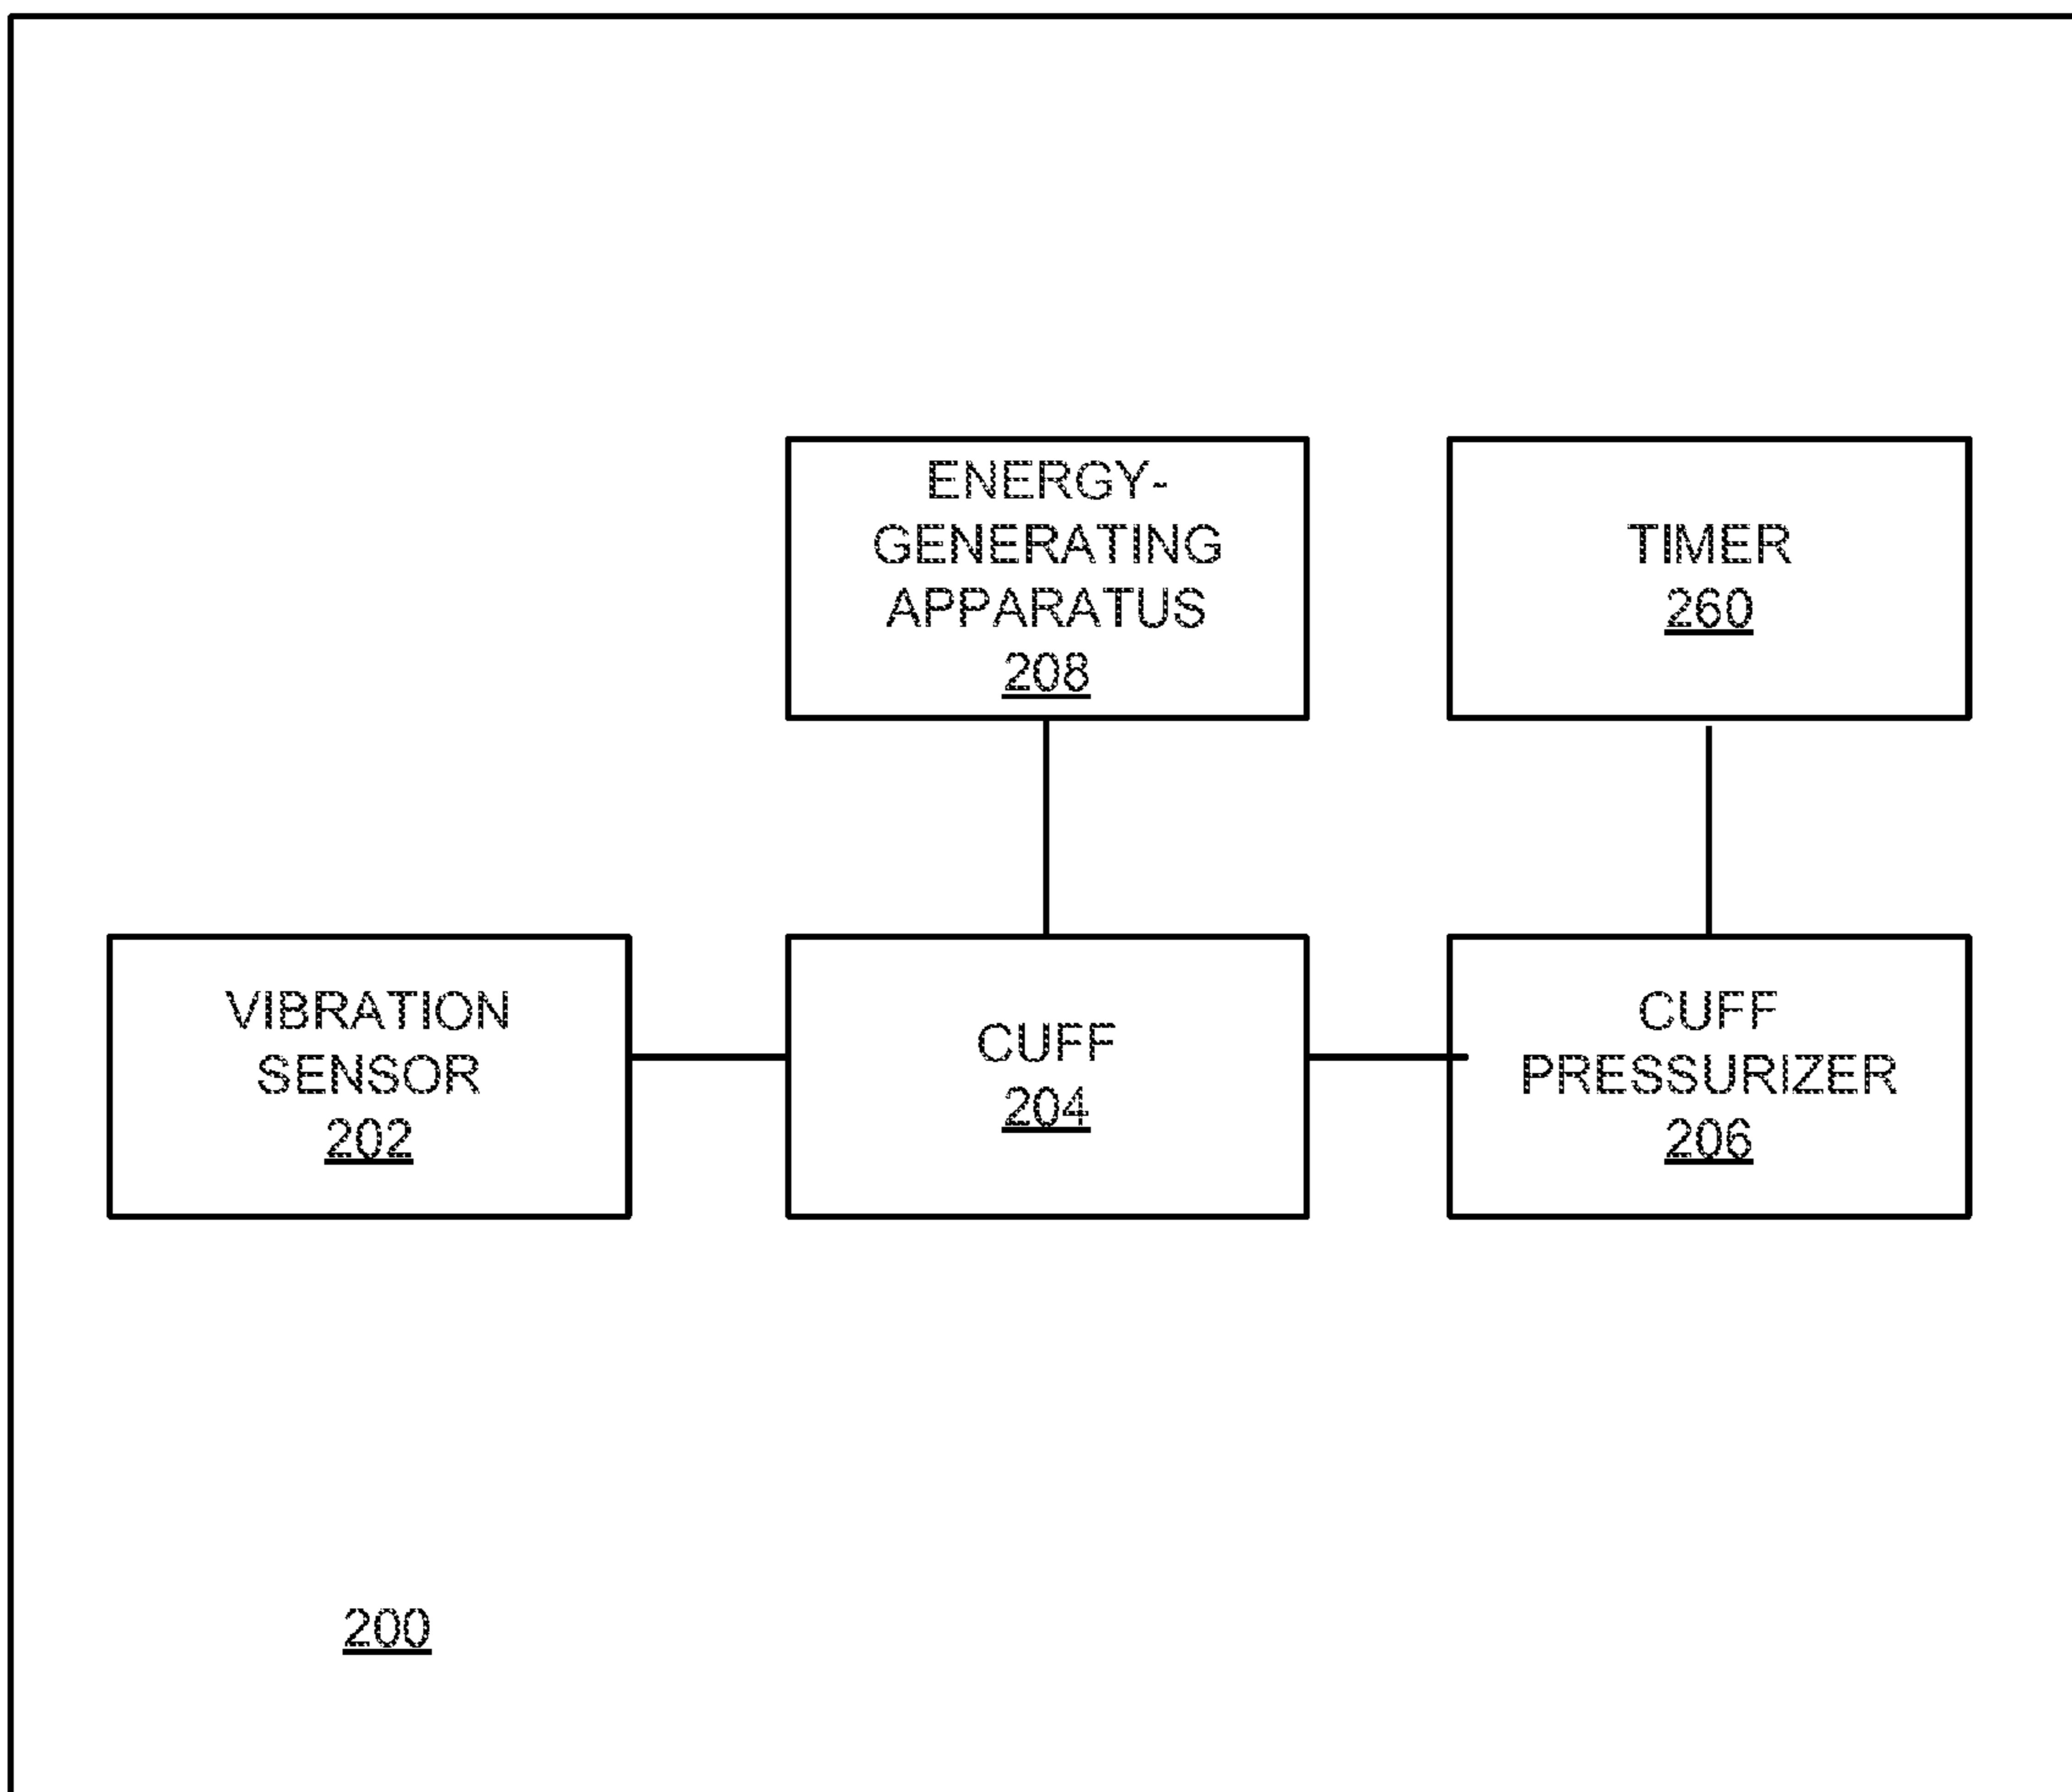 ENERGY-
GENERATING
APPARATUS
208
TIMER
260
VIBRATION
SENSOR
202
CUFF
204
CUFF
PRESSURIZER
206
200